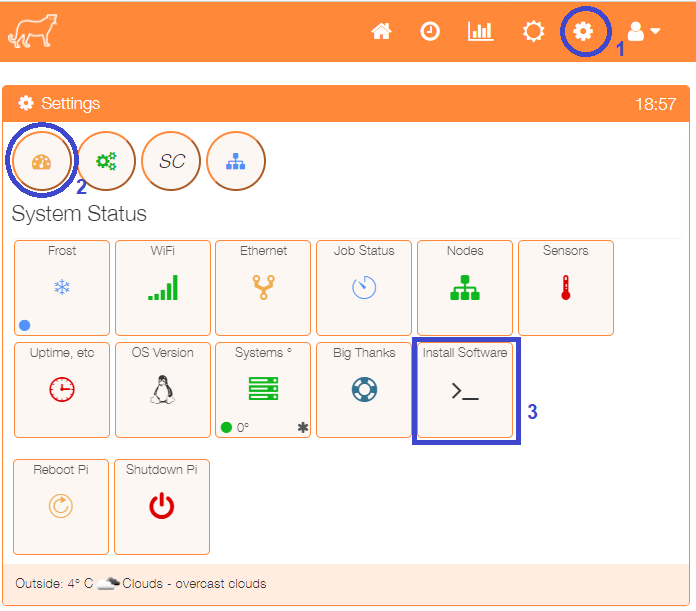 1
Settings 18:57
SC
2
System Status
Frost WiFi Ethernet Job Status Nodes Sensors
Uptime, etc OS Version Systems ° Big Thanks Install Software
>_
0° *
3
Reboot Pi Shutdown Pi
Outside: 4° C Clouds - overcast clouds